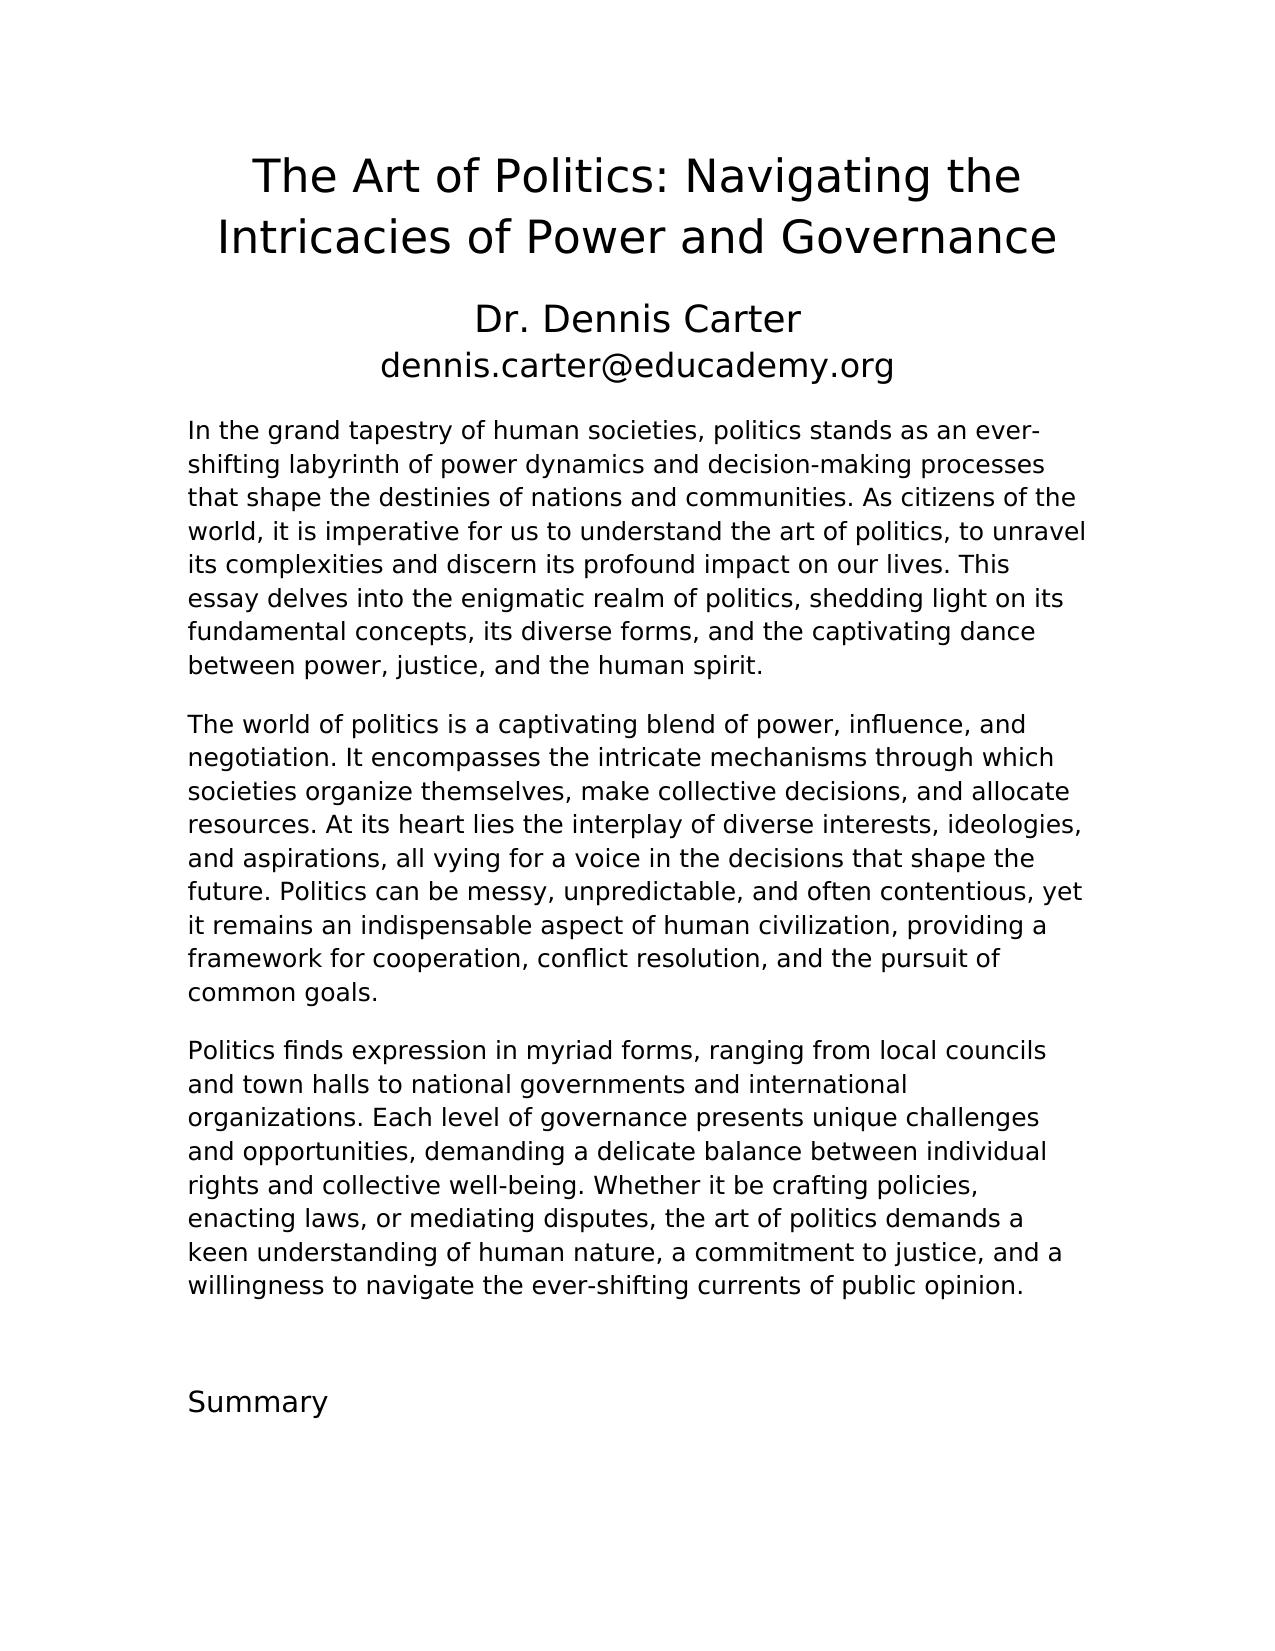 The Art of Politics: Navigating the
Intricacies of Power and Governance
Dr. Dennis Carter
dennis.carter@educademy.org
In the grand tapestry of human societies, politics stands as an ever-
shifting labyrinth of power dynamics and decision-making processes
that shape the destinies of nations and communities. As citizens of the
world, it is imperative for us to understand the art of politics, to unravel
its complexities and discern its profound impact on our lives. This
essay delves into the enigmatic realm of politics, shedding light on its
fundamental concepts, its diverse forms, and the captivating dance
between power, justice, and the human spirit.
The world of politics is a captivating blend of power, influence, and
negotiation. It encompasses the intricate mechanisms through which
societies organize themselves, make collective decisions, and allocate
resources. At its heart lies the interplay of diverse interests, ideologies,
and aspirations, all vying for a voice in the decisions that shape the
future. Politics can be messy, unpredictable, and often contentious, yet
it remains an indispensable aspect of human civilization, providing a
framework for cooperation, conflict resolution, and the pursuit of
common goals.
Politics finds expression in myriad forms, ranging from local councils
and town halls to national governments and international
organizations. Each level of governance presents unique challenges
and opportunities, demanding a delicate balance between individual
rights and collective well-being. Whether it be crafting policies,
enacting laws, or mediating disputes, the art of politics demands a
keen understanding of human nature, a commitment to justice, and a
willingness to navigate the ever-shifting currents of public opinion.
Summary